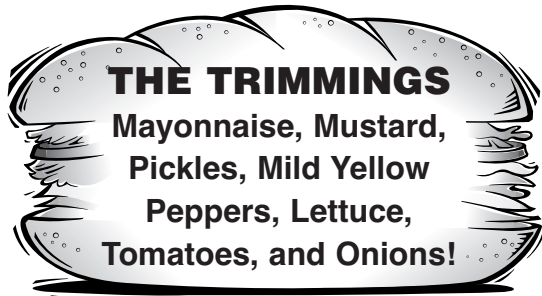 THE TRIMMINGS
Mayonnaise, Mustard,
Pickles, Mild Yellow
Peppers, Lettuce,
Tomatoes, and Onions!